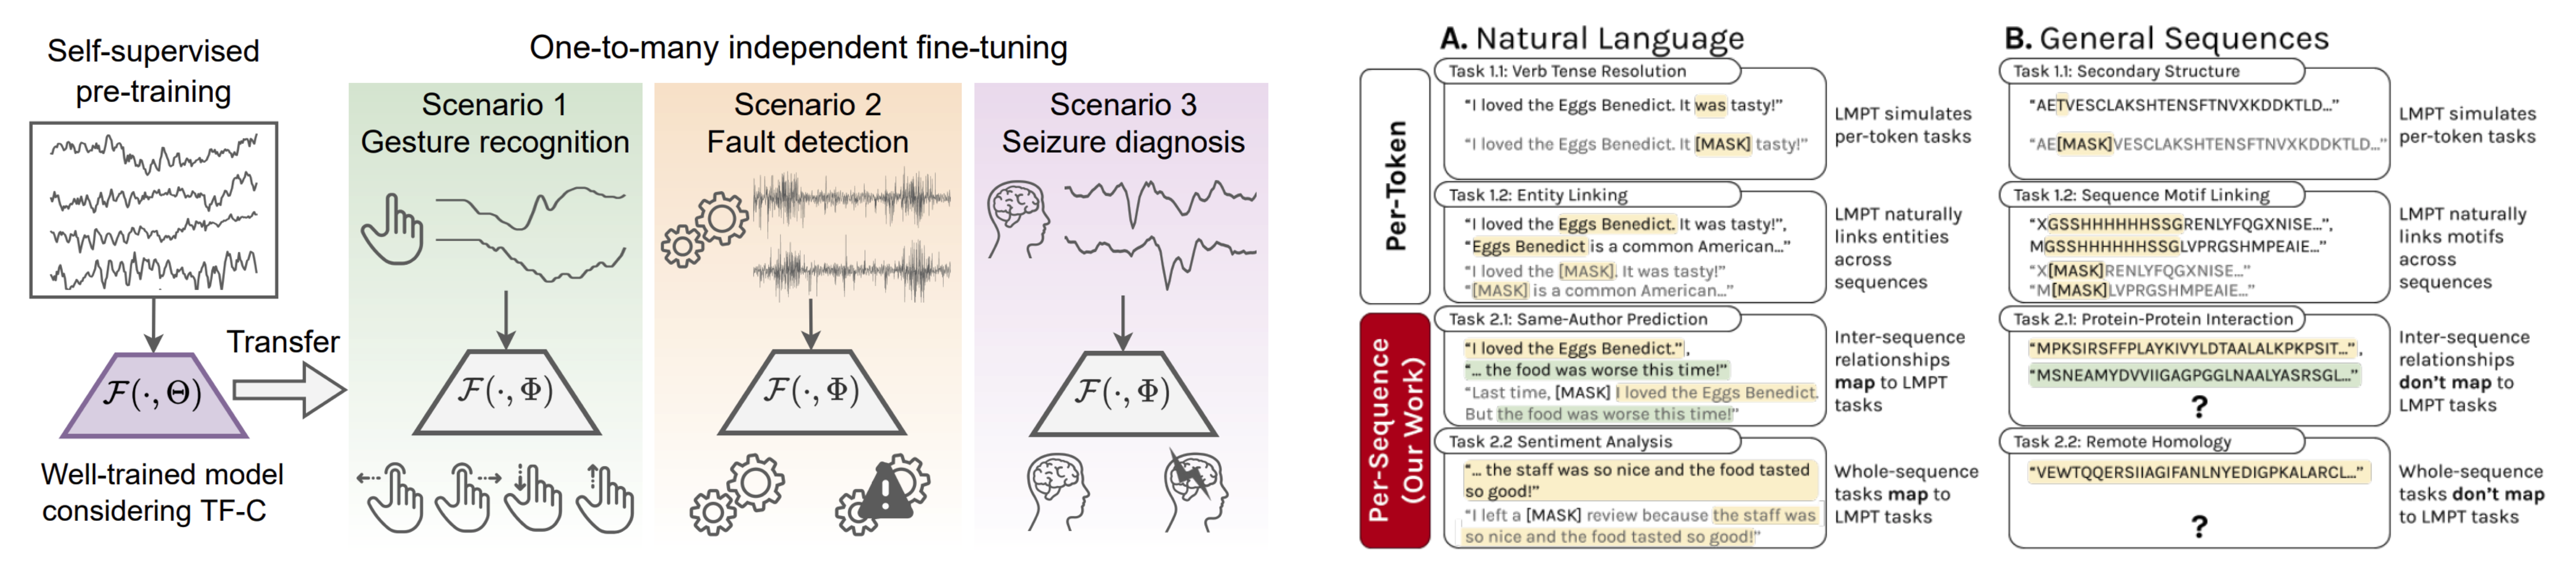 Self-supervised
pre-training
One-to-many independent fine-tuning
Scenario 1
Gesture recognition
Scenario 2
Fault detection
Scenario 3
Seizure diagnosis
Transfer
F(·, Θ)
F(·, Φ)
F(·, Φ)
F(·, Φ)
Well-trained model
considering TF-C
A. Natural Language
B. General Sequences
Per-Token
Task 1.1: Verb Tense Resolution
“I loved the Eggs Benedict. It was tasty!”
“I loved the Eggs Benedict. It [MASK] tasty!”
LMPT simulates
per-token tasks
Task 1.1: Secondary Structure
“AETVESCLAKSHTENSFTNVXKDDKTLD…”
“AE[MASK]VESCLAKSHTENSFTNVXKDDKTLD…”
LMPT simulates
per-token tasks
Task 1.2: Entity Linking
“I loved the Eggs Benedict. It was tasty!”,
“Eggs Benedict is a common American…”
“I loved the [MASK]. It was tasty!”
“[MASK] is a common American…”
LMPT naturally
links entities
across
sequences
Task 1.2: Sequence Motif Linking
“XGSSHHHHHHSSGRENLYFQGXNISE…”,
MGSSHHHHHHSSGLVPRGSHMPEAIE…”
“X[MASK]RENLYFQGXNISE…”
“M[MASK]LVPRGSHMPEAIE…”
LMPT naturally
links motifs
across
sequences
Per-Sequence
(Our Work)
Task 2.1: Same-Author Prediction
“I loved the Eggs Benedict.”,
“… the food was worse this time!”
“Last time, [MASK] I loved the Eggs Benedict.
But the food was worse this time!”
Inter-sequence
relationships
map to LMPT
tasks
Task 2.1: Protein-Protein Interaction
“MPKSIRSFFPLAYKIVYLDTAALALKPKPSIT…”,
“MSNEAMYDVVIIGAGPGGLNAALYASRSGL…”
?
Inter-sequence
relationships
don’t map to
LMPT tasks
Task 2.2 Sentiment Analysis
“… the staff was so nice and the food tasted
so good!”
“I left a [MASK] review because the staff was
so nice and the food tasted so good!”
Whole-sequence
tasks map to
LMPT tasks
Task 2.2: Remote Homology
“VEWTQQERSIIAGIFANLNYEDIGPKALARCL…”
?
Whole-sequence
tasks don’t map
to LMPT tasks